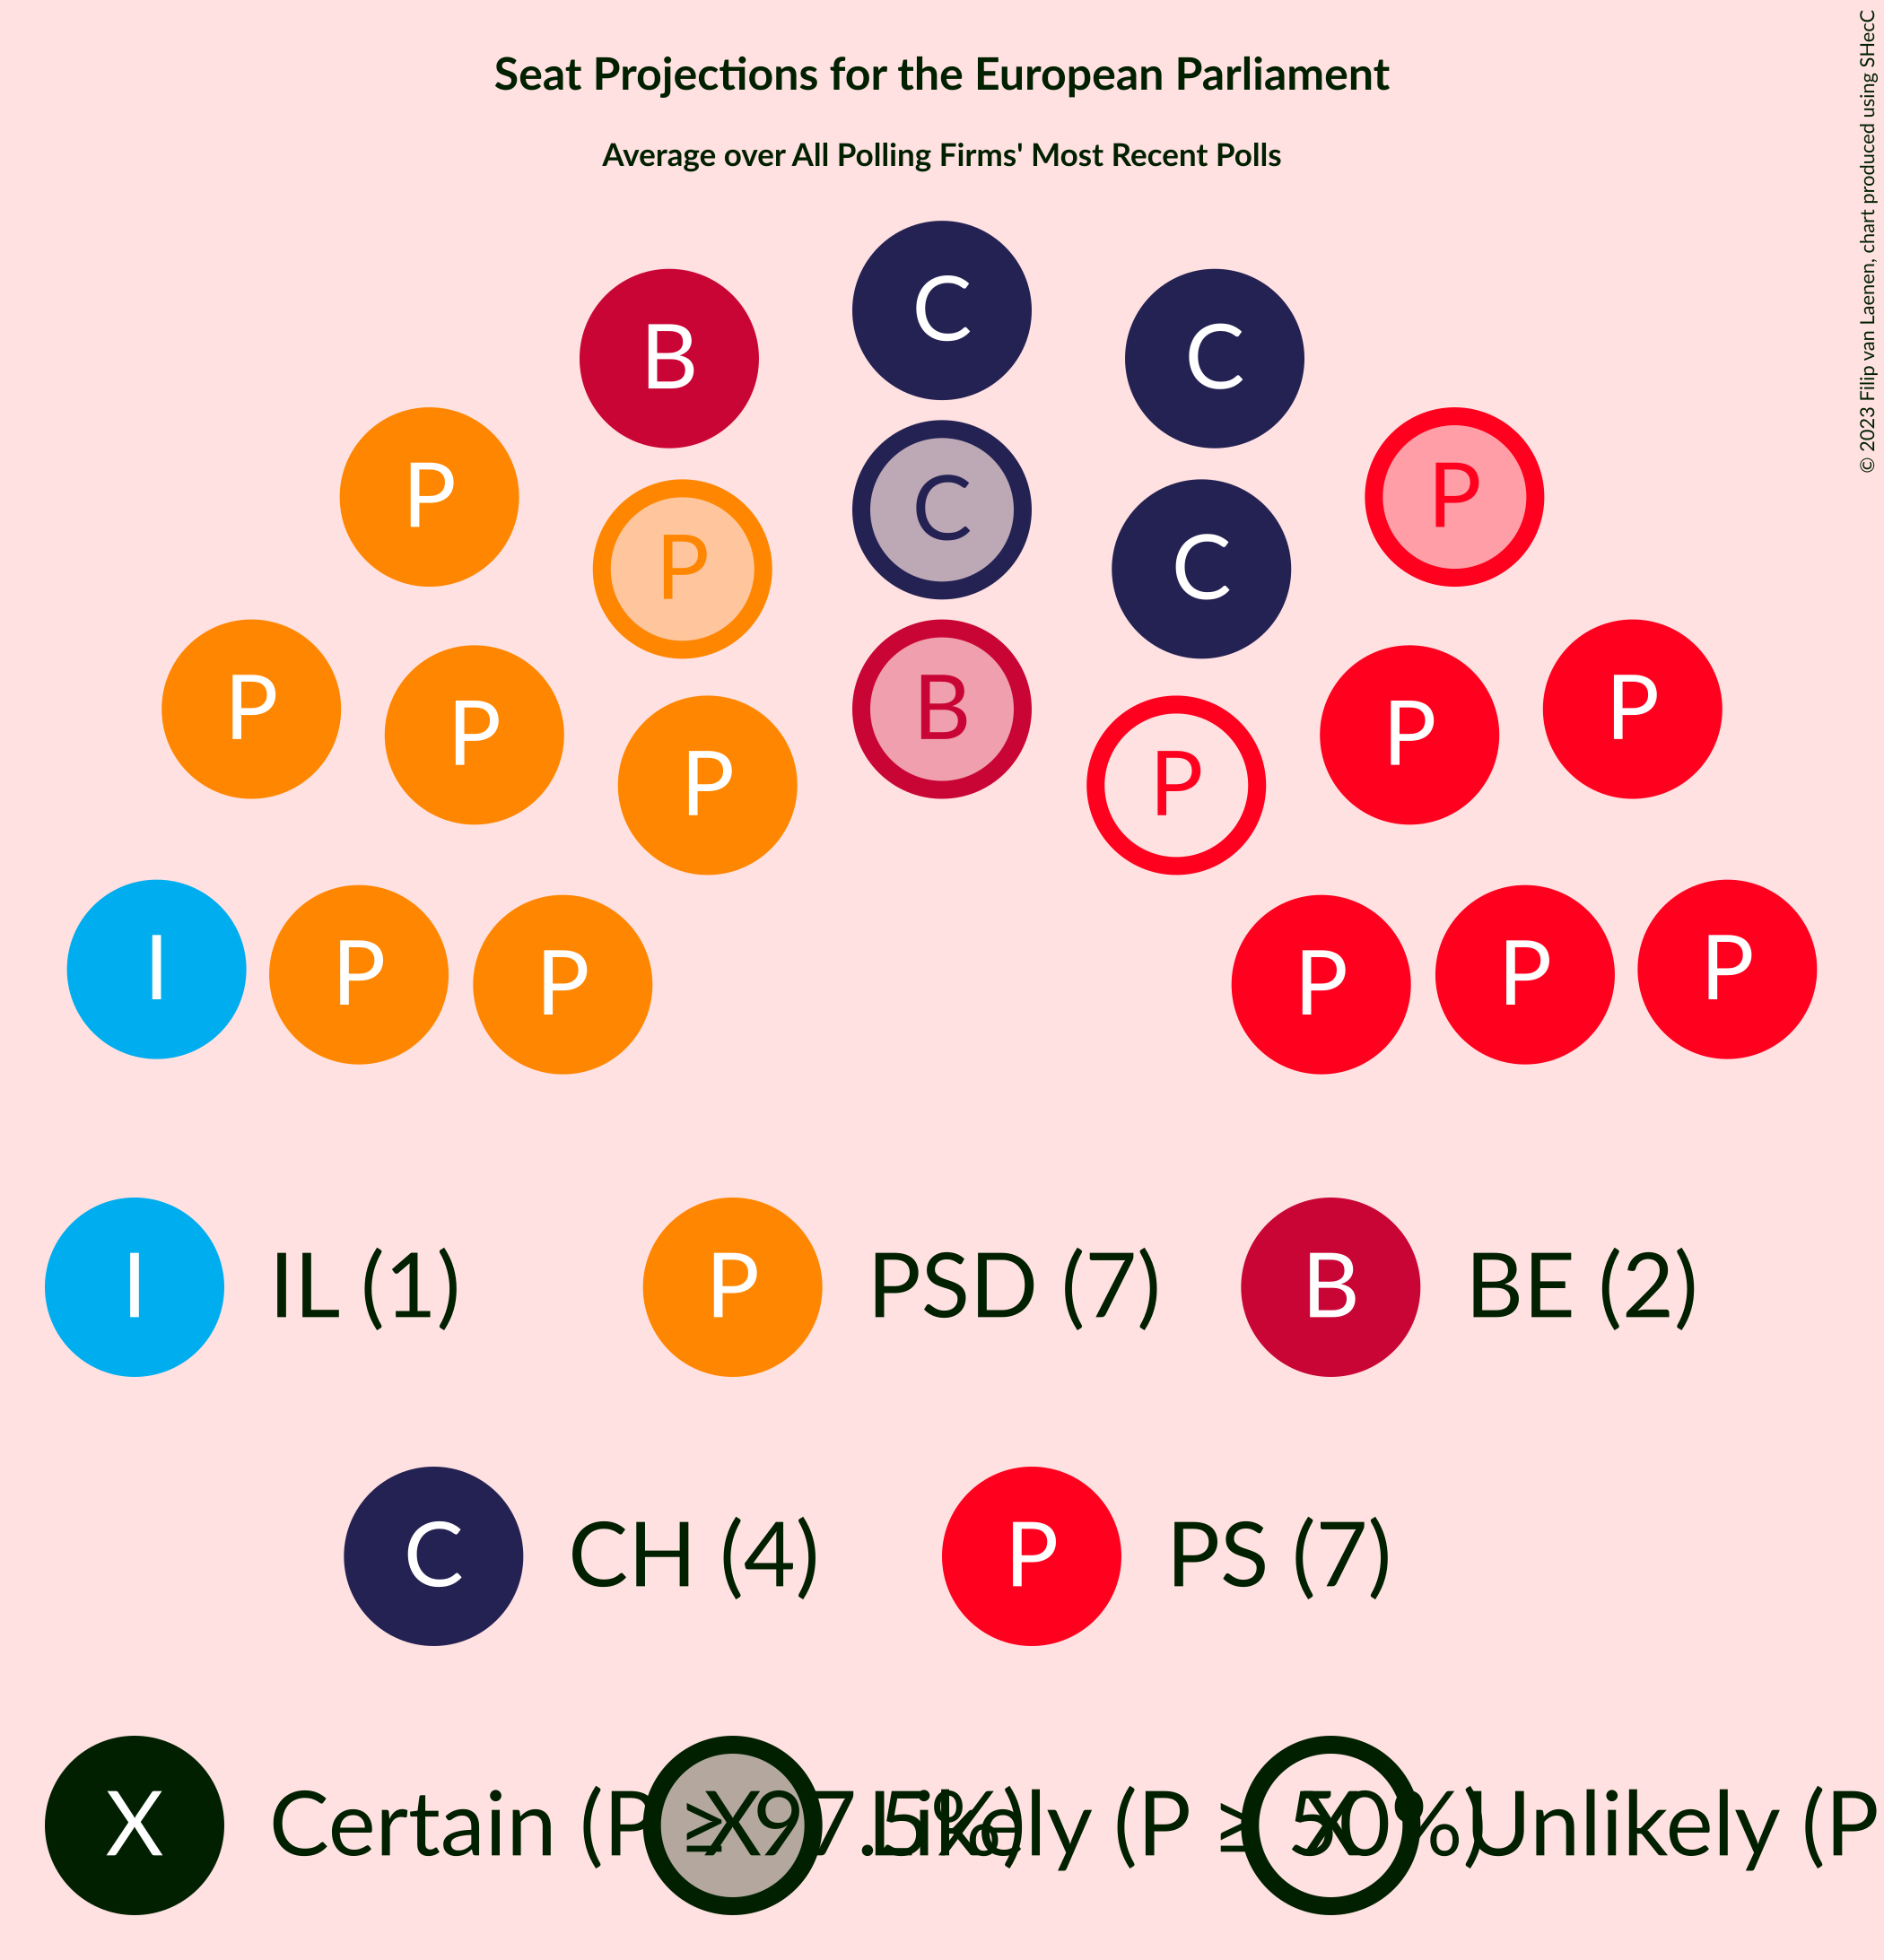 Seat Projections for the European Parliament
Average over All Polling Firms' Most Recent Polls
© 2023 Filip van Laenen, chart produced using SHecC
C
B C
P P
C
P C
P P
B
P P
P P
I P
P P
P P
I IL (1) P PSD (7) B BE (2)
C CH (4) P PS (7)
X Certain (P ≥ 97.5%) X Likely (P ≥ 50%) X Unlikely (P